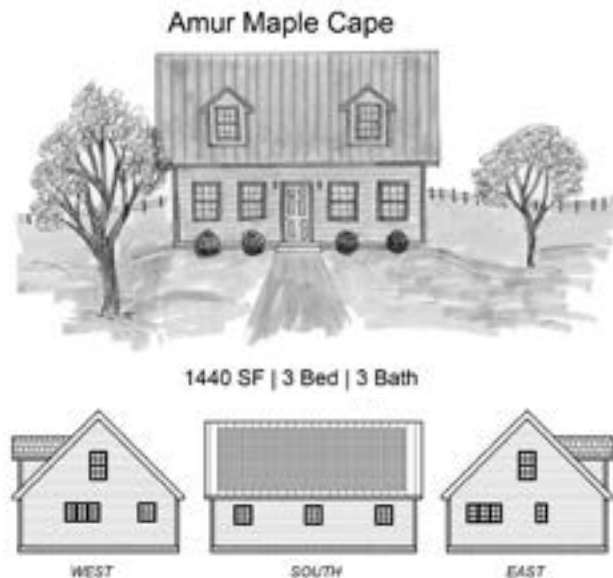 Amur Maple Cape
1440 SF | 3 Bed | 3 Bath
WEST
SOUTH
EAST